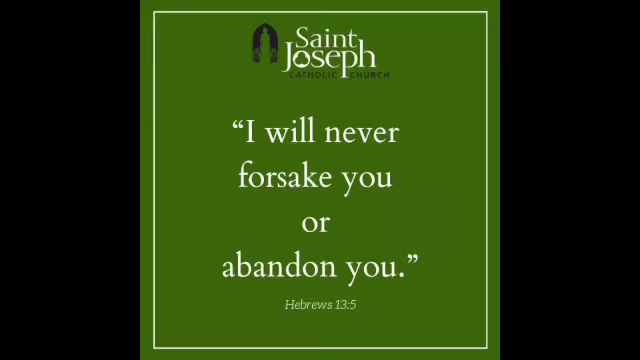 Saint
Joseph
CATHOLIC CHURCH
“I will never
forsake you
or
abandon you.”
Hebrews 13:5